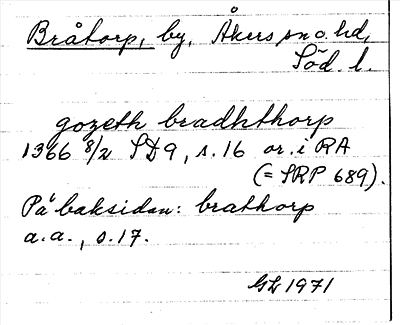 Bråtorp, by, Åkers sn o. hd,
Söd. l.
gozeth bradhthorp
1366 8/2 SD 9, s. 16 or. i RA
(= SRP 689).
På baksidan: brathorp
a.a., s. 17.
GL 1971